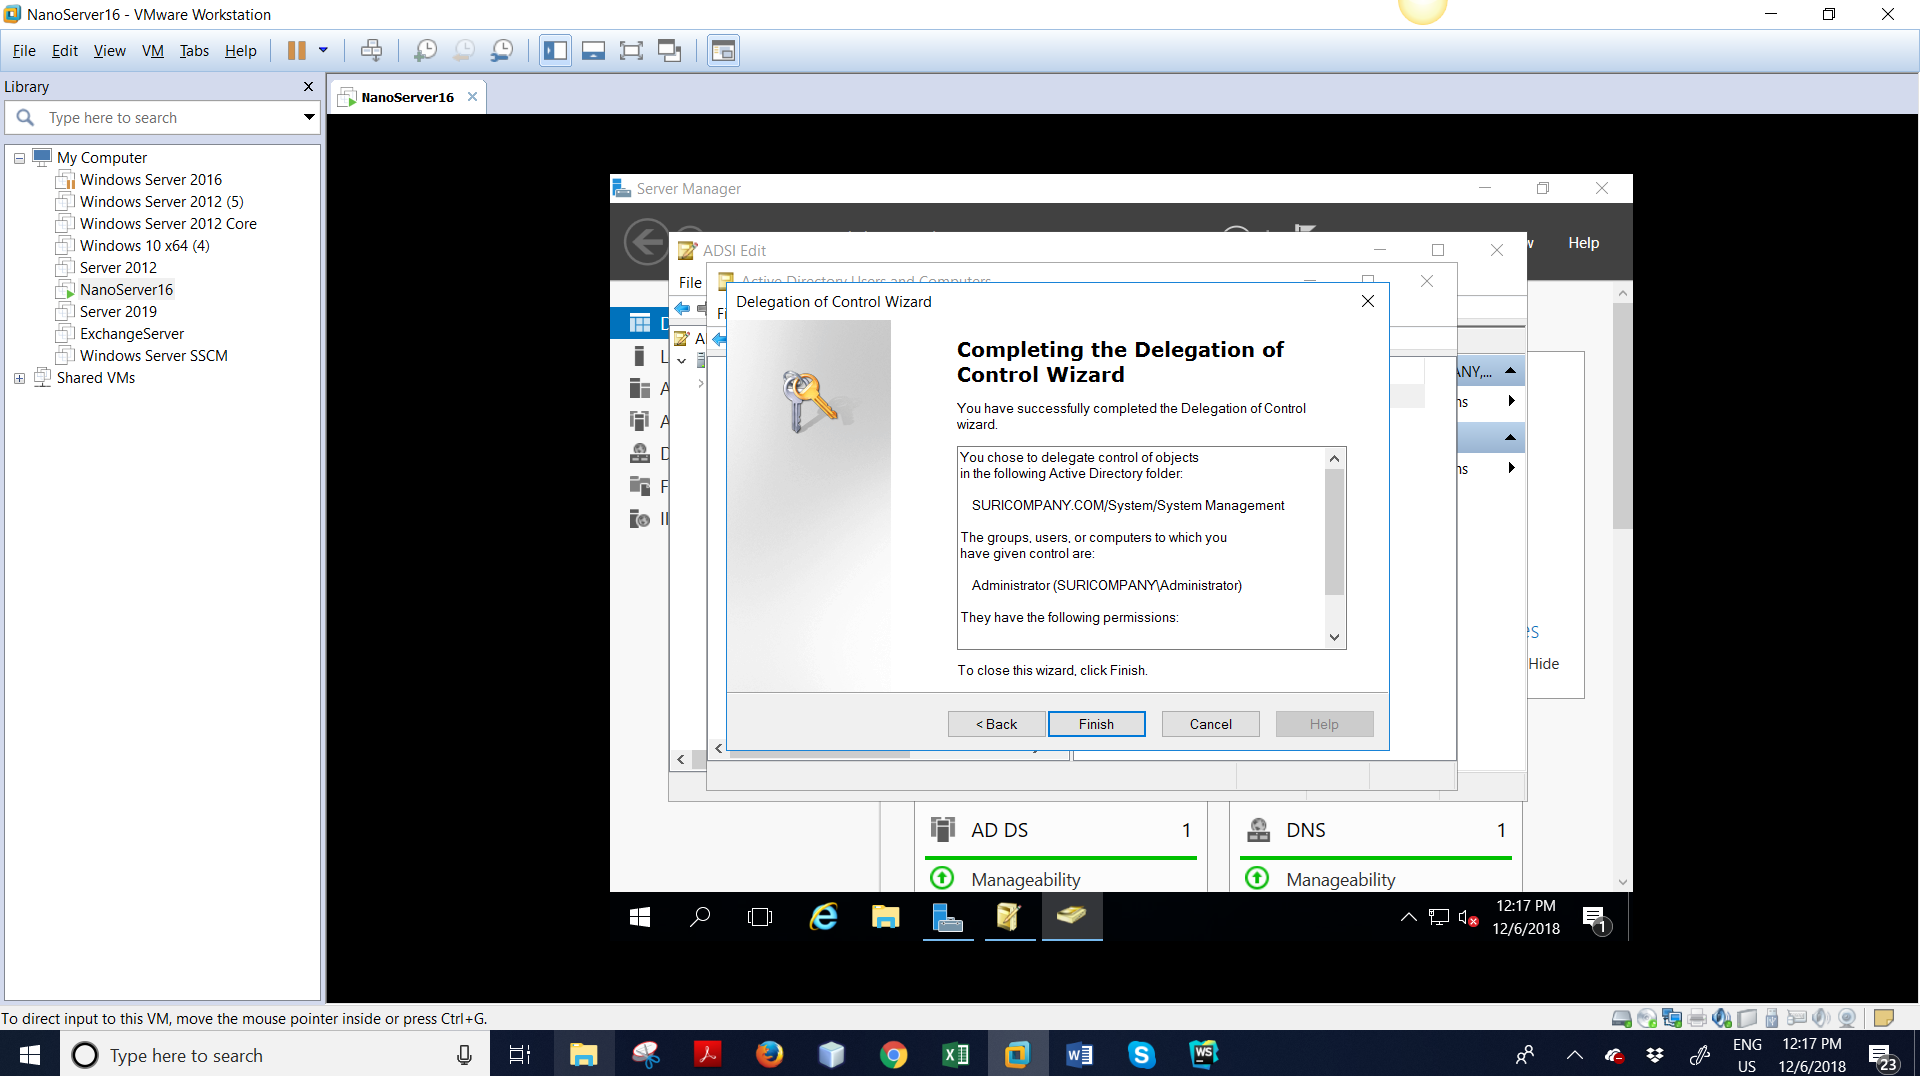 NanoServer16 - VMware Workstation
File Edit View VM Tabs Help
Library
Type here to search
My Computer
Windows Server 2016
Windows Server 2012 (5)
Windows Server 2012 Core
Windows 10 x64 (4)
Server 2012
NanoServer16
Server 2019
ExchangeServer
Windows Server SSCM
Shared VMs
NanoServer16
Server Manager
Help
ADSI Edit
File
Active Directory Users and Computers
Delegation of Control Wizard
Completing the Delegation of
Control Wizard
You have successfully completed the Delegation of Control
wizard.
You chose to delegate control of objects
in the following Active Directory folder:
SURICOMPANY.COM/System/System Management
The groups, users, or computers to which you
have given control are:
Administrator (SURICOMPANY\Administrator)
They have the following permissions:
To close this wizard, click Finish.
< Back Finish Cancel Help
Hide
AD DS 1
Manageability
DNS 1
Manageability
12:17 PM
12/6/2018
1
To direct input to this VM, move the mouse pointer inside or press Ctrl+G.
Type here to search
WS
ENG
US
12:17 PM
12/6/2018
23